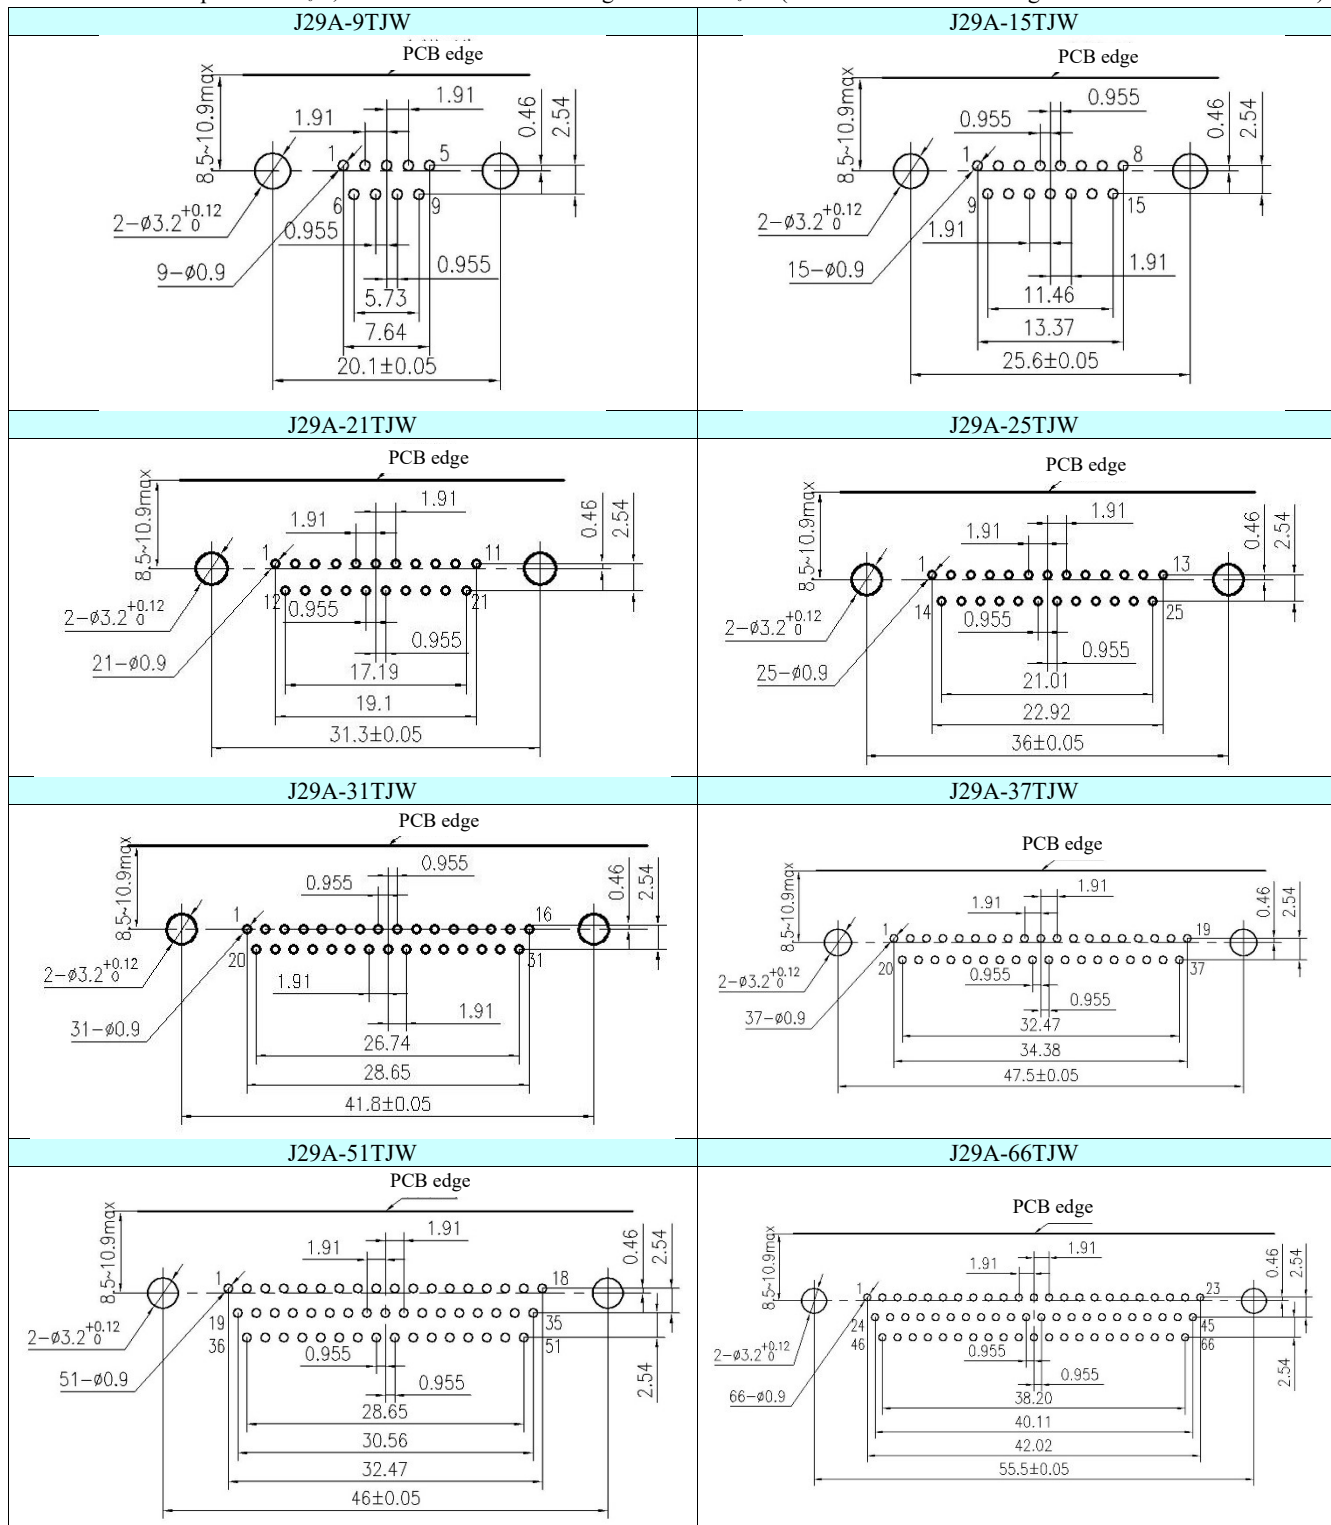 J29A-9TJW
PCB edge
8.5~10.9max
1.91
1.91
0.46
2.54
1
5
6
9
2-ø3.2 +0.12 0
0.955
9-ø0.9
0.955
5.73
7.64
20.1±0.05
J29A-15TJW
PCB edge
8.5~10.9max
0.955
0.955
0.46
2.54
1
8
9
15
2-ø3.2 +0.12 0
1.91
15-ø0.9
1.91
11.46
13.37
25.6±0.05
J29A-21TJW
PCB edge
8.5~10.9max
1.91
1.91
0.46
2.54
1
11
12
21
2-ø3.2 +0.12 0
0.955
0.955
21-ø0.9
17.19
19.1
31.3±0.05
J29A-25TJW
PCB edge
8.5~10.9max
1.91
1.91
0.46
2.54
1
13
14
25
2-ø3.2 +0.12 0
0.955
0.955
25-ø0.9
21.01
22.92
36±0.05
J29A-31TJW
PCB edge
8.5~10.9max
0.955
0.955
0.46
2.54
1
16
20
31
2-ø3.2 +0.12 0
1.91
1.91
31-ø0.9
26.74
28.65
41.8±0.05
J29A-37TJW
PCB edge
8.5~10.9max
1.91
1.91
0.46
2.54
1
19
20
37
2-ø3.2 +0.12 0
0.955
0.955
37-ø0.9
32.47
34.38
47.5±0.05
J29A-51TJW
PCB edge
8.5~10.9max
1.91
1.91
0.46
2.54
1
18
19
35
36
51
2-ø3.2 +0.12 0
0.955
0.955
2.54
51-ø0.9
28.65
30.56
32.47
46±0.05
J29A-66TJW
PCB edge
8.5~10.9max
1.91
1.91
0.46
2.54
1
23
24
45
46
66
2-ø3.2 +0.12 0
0.955
0.955
2.54
66-ø0.9
38.20
40.11
42.02
55.5±0.05